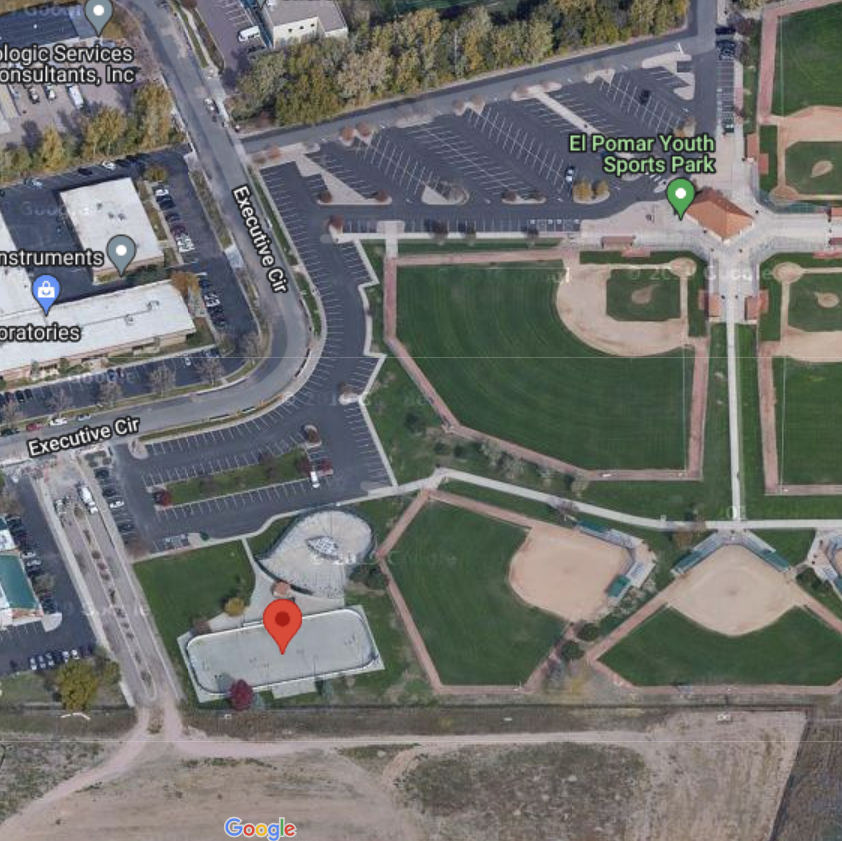 ologic Services
onsultants, Inc
El Pomar Youth
Sports Park
Executive Cir
nstruments
oratories
Executive Cir
Google